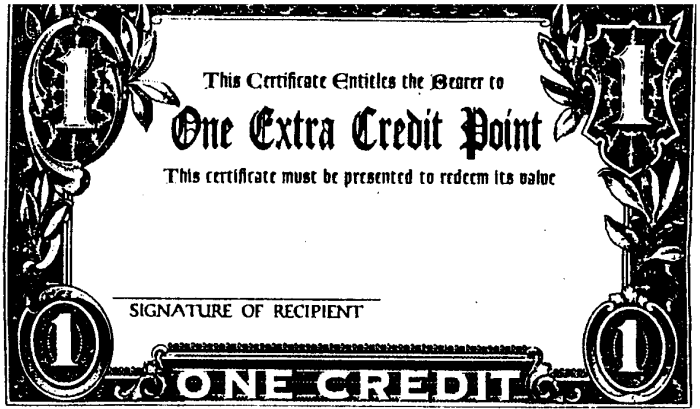 1 1
This Certificate Entitles the Bearer to
One Extra Credit Point
This certificate must be presented to redeem its value
SIGNATURE OF RECIPIENT
1 1
ONE CREDIT